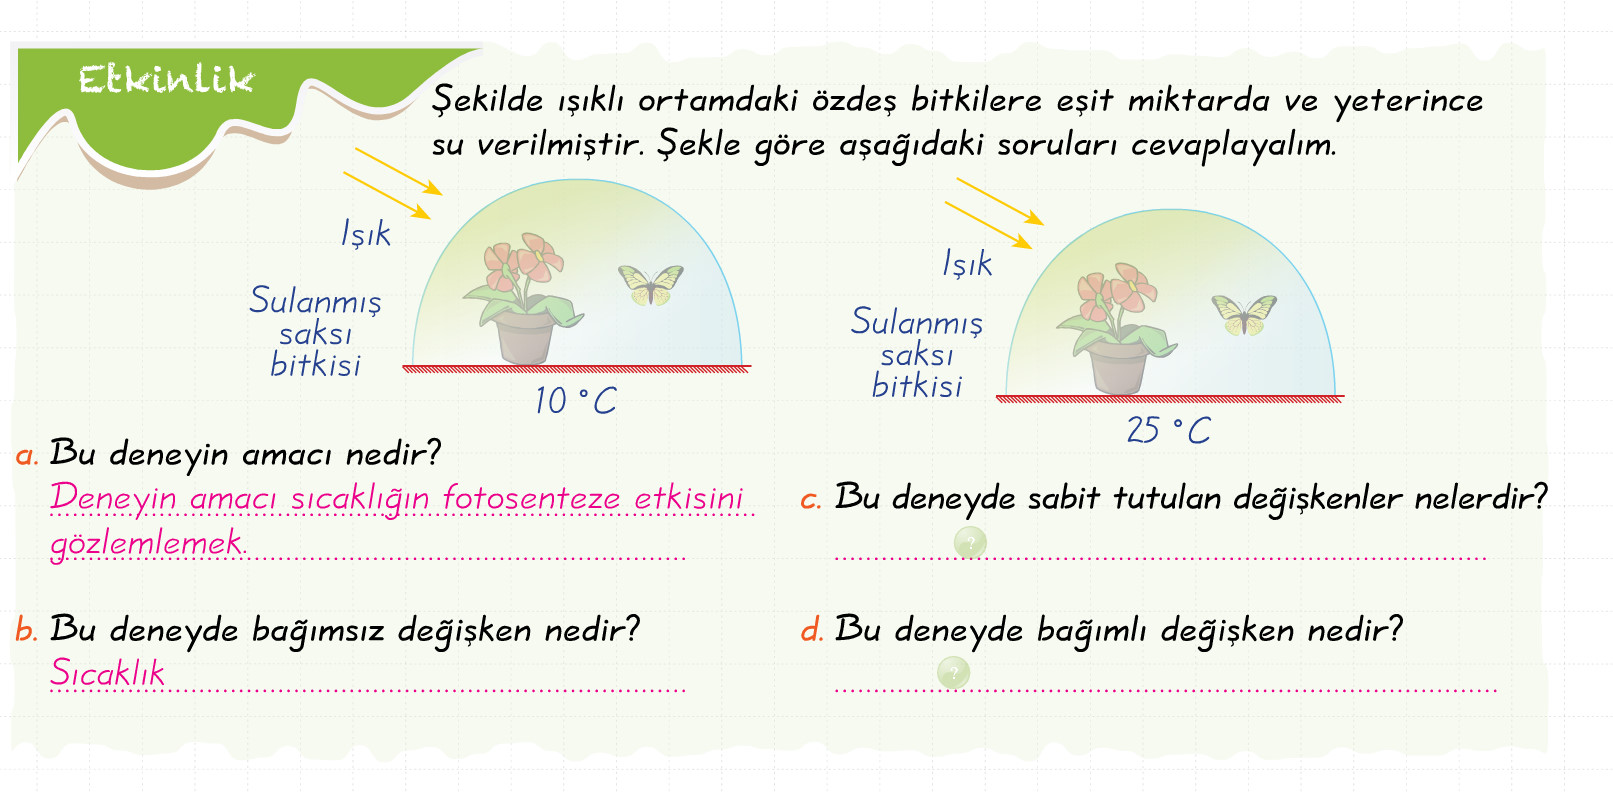 Etkinlik
Şekilde ışıklı ortamdaki özdeş bitkilere eşit miktarda ve yeterince
su verilmiştir. Şekle göre aşağıdaki soruları cevaplayalım.
Işık
Sulanmış
saksı
bitkisi
10 °C
Işık
Sulanmış
saksı
bitkisi
25 °C
a. Bu deneyin amacı nedir?
Deneyin amacı sıcaklığın fotosenteze etkisini
gözlemlemek.
b. Bu deneyde bağımsız değişken nedir?
Sıcaklık
c. Bu deneyde sabit tutulan değişkenler nelerdir?
?
d. Bu deneyde bağımlı değişken nedir?
?